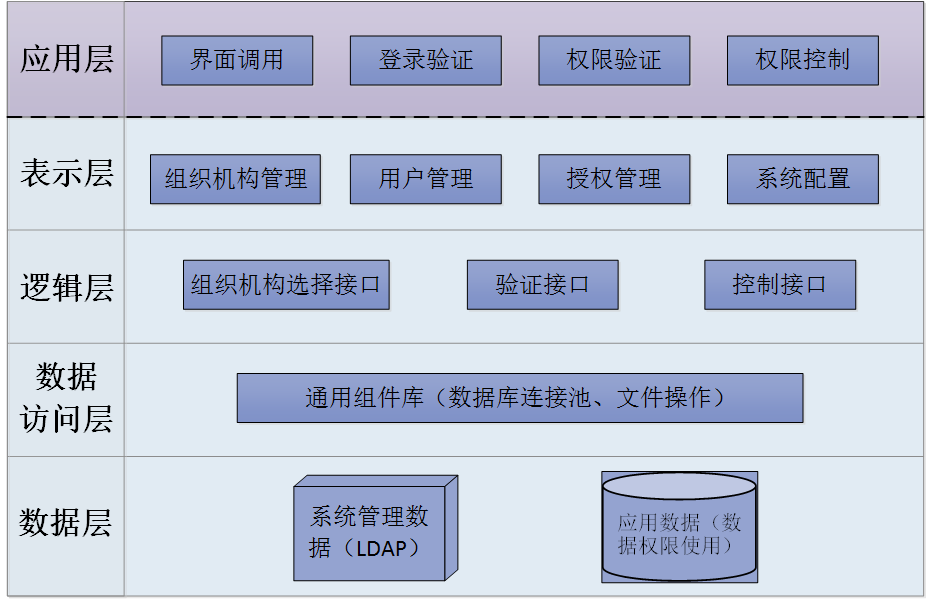 应用层
界面调用
登录验证
权限验证
权限控制
表示层
组织机构管理
用户管理
授权管理
系统配置
逻辑层
组织机构选择接口
验证接口
控制接口
数据
访问层
通用组件库（数据库连接池、文件操作）
数据层
系统管理数
据（LDAP）
应用数据（数
据权限使用）